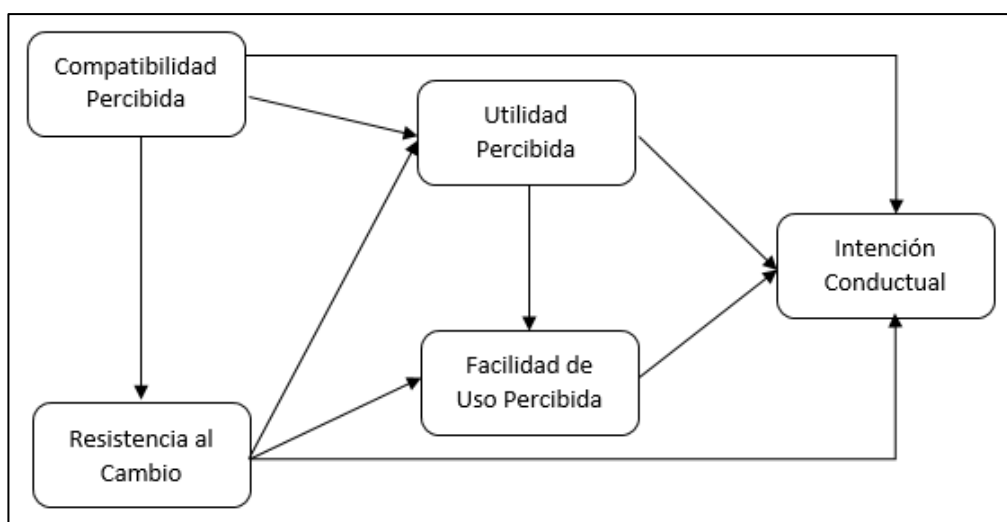 Compatibilidad
Percibida
Utilidad
Percibida
Intención
Conductual
Facilidad de
Uso Percibida
Resistencia al
Cambio